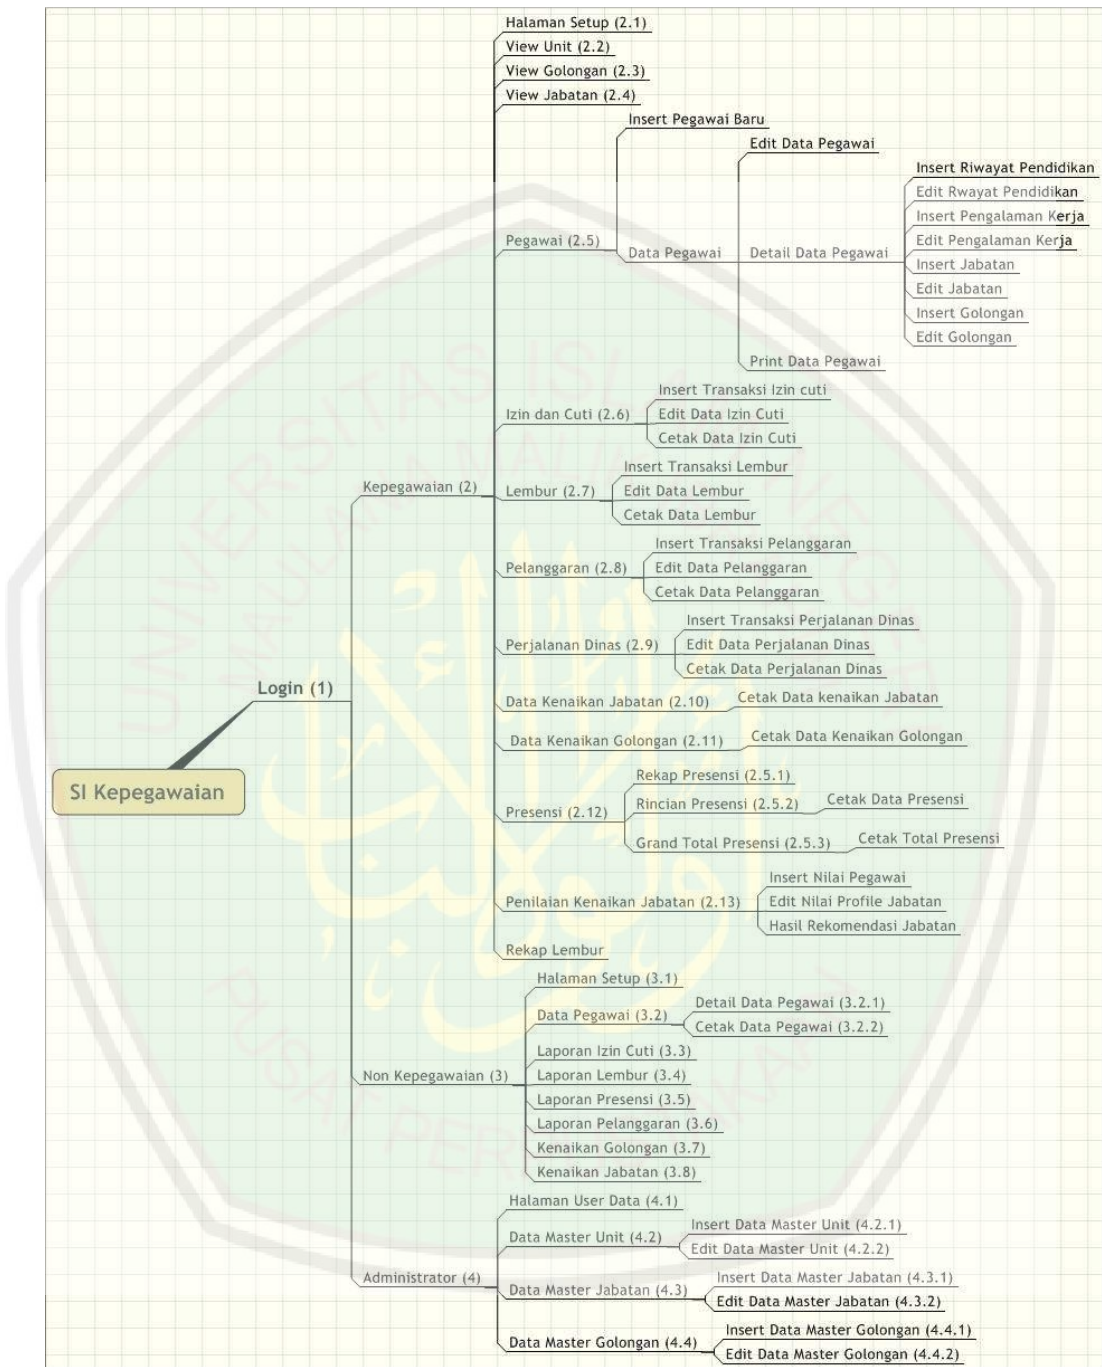 Halaman Setup (2.1)
View Unit (2.2)
View Golongan (2.3)
View Jabatan (2.4)
Insert Pegawai Baru
Edit Data Pegawai
Insert Riwayat Pendidikan
Edit Rwayat Pendidikan
Insert Pengalaman Kerja
Pegawai (2.5)
Data Pegawai
Detail Data Pegawai
Edit Pengalaman Kerja
Insert Jabatan
Edit Jabatan
Insert Golongan
Edit Golongan
Print Data Pegawai
Izin dan Cuti (2.6)
Insert Transaksi Izin cuti
Edit Data Izin Cuti
Cetak Data Izin Cuti
Kepegawaian (2)
Lembur (2.7)
Insert Transaksi Lembur
Edit Data Lembur
Cetak Data Lembur
Pelanggaran (2.8)
Insert Transaksi Pelanggaran
Edit Data Pelanggaran
Cetak Data Pelanggaran
Perjalanan Dinas (2.9)
Insert Transaksi Perjalanan Dinas
Edit Data Perjalanan Dinas
Cetak Data Perjalanan Dinas
Login (1)
Data Kenaikan Jabatan (2.10)
Cetak Data kenaikan Jabatan
Data Kenaikan Golongan (2.11)
Cetak Data Kenaikan Golongan
SI Kepegawaian
Presensi (2.12)
Rekap Presensi (2.5.1)
Rincian Presensi (2.5.2)
Cetak Data Presensi
Grand Total Presensi (2.5.3)
Cetak Total Presensi
Penilaian Kenaikan Jabatan (2.13)
Insert Nilai Pegawai
Edit Nilai Profile Jabatan
Hasil Rekomendasi Jabatan
Rekap Lembur
Halaman Setup (3.1)
Data Pegawai (3.2)
Detail Data Pegawai (3.2.1)
Cetak Data Pegawai (3.2.2)
Laporan Izin Cuti (3.3)
Non Kepegawaian (3)
Laporan Lembur (3.4)
Laporan Presensi (3.5)
Laporan Pelanggaran (3.6)
Kenaikan Golongan (3.7)
Kenaikan Jabatan (3.8)
Halaman User Data (4.1)
Data Master Unit (4.2)
Insert Data Master Unit (4.2.1)
Edit Data Master Unit (4.2.2)
Administrator (4)
Data Master Jabatan (4.3)
Insert Data Master Jabatan (4.3.1)
Edit Data Master Jabatan (4.3.2)
Data Master Golongan (4.4)
Insert Data Master Golongan (4.4.1)
Edit Data Master Golongan (4.4.2)